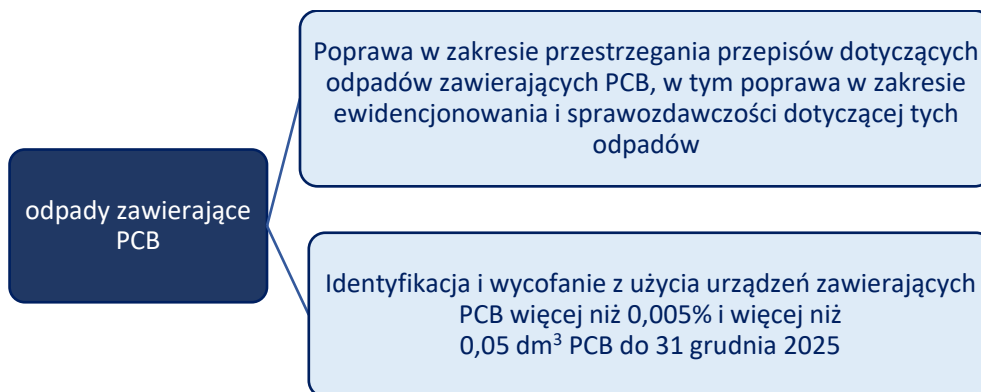 Poprawa w zakresie przestrzegania przepisów dotyczących
odpadów zawierających PCB, w tym poprawa w zakresie
ewidencjonowania i sprawozdawczości dotyczącej tych
odpadów
odpady zawierające
PCB
Identyfikacja i wycofanie z użycia urządzeń zawierających
PCB więcej niż 0,005% i więcej niż
0,05 dm³ PCB do 31 grudnia 2025